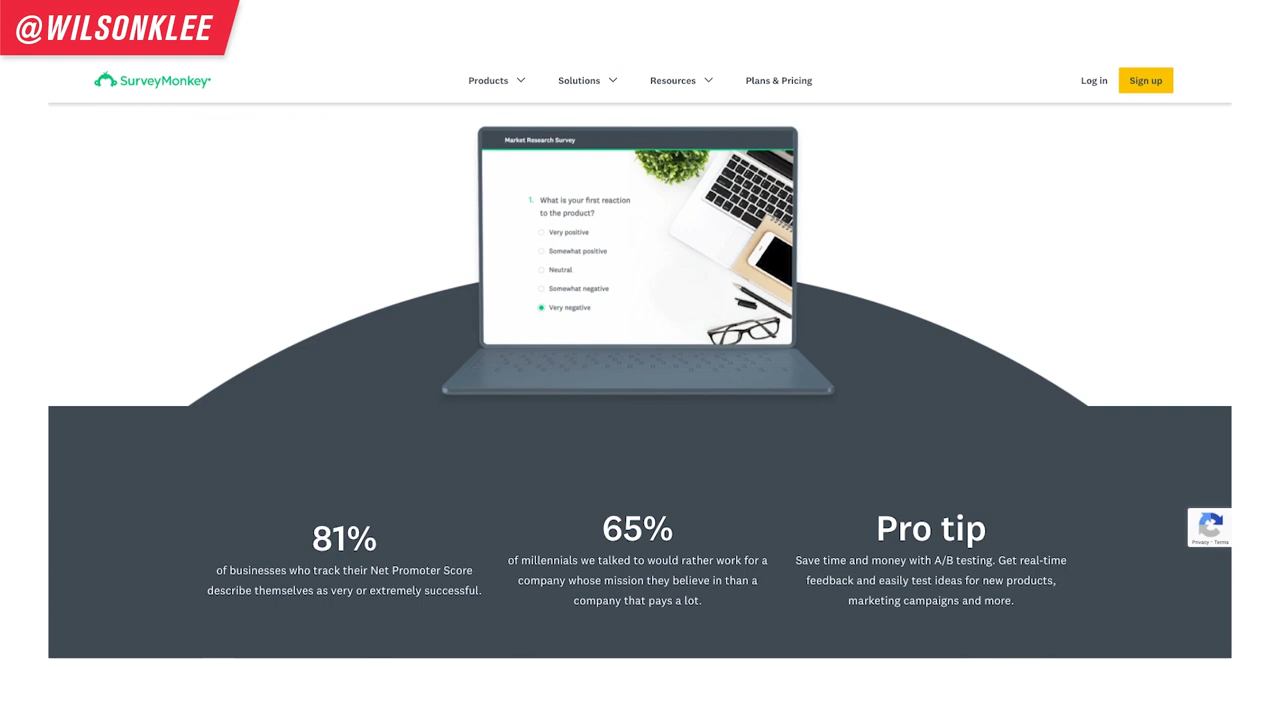 @WILSONKLEE
SurveyMonkey
Products
Solutions
Resources
Plans & Pricing
Log in
Sign up
Market Research Survey
1. What is your first reaction
to the product?
Very positive
Somewhat positive
Neutral
Somewhat negative
Very negative
81%
of businesses who track their Net Promoter Score
describe themselves as very or extremely successful.
65%
of millennials we talked to would rather work for a
company whose mission they believe in than a
company that pays a lot.
Pro tip
Save time and money with A/B testing. Get real-time
feedback and easily test ideas for new products,
marketing campaigns and more.
Privacy - Terms